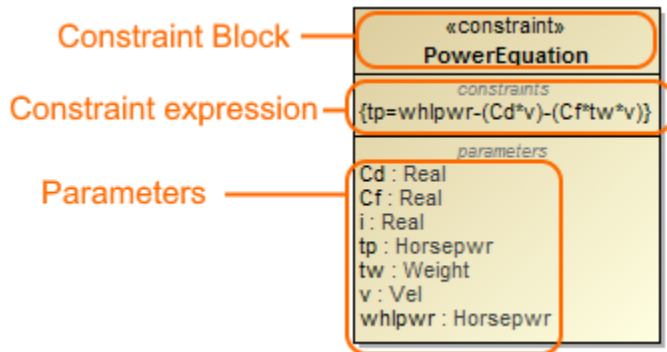 Constraint Block
«constraint»
PowerEquation
Constraint expression
constraints
{tp=whlpwr-(Cd*v)-(Cf*tw*v)}
Parameters
parameters
Cd : Real
Cf : Real
i : Real
tp : Horsepwr
tw : Weight
v : Vel
whlpwr : Horsepwr